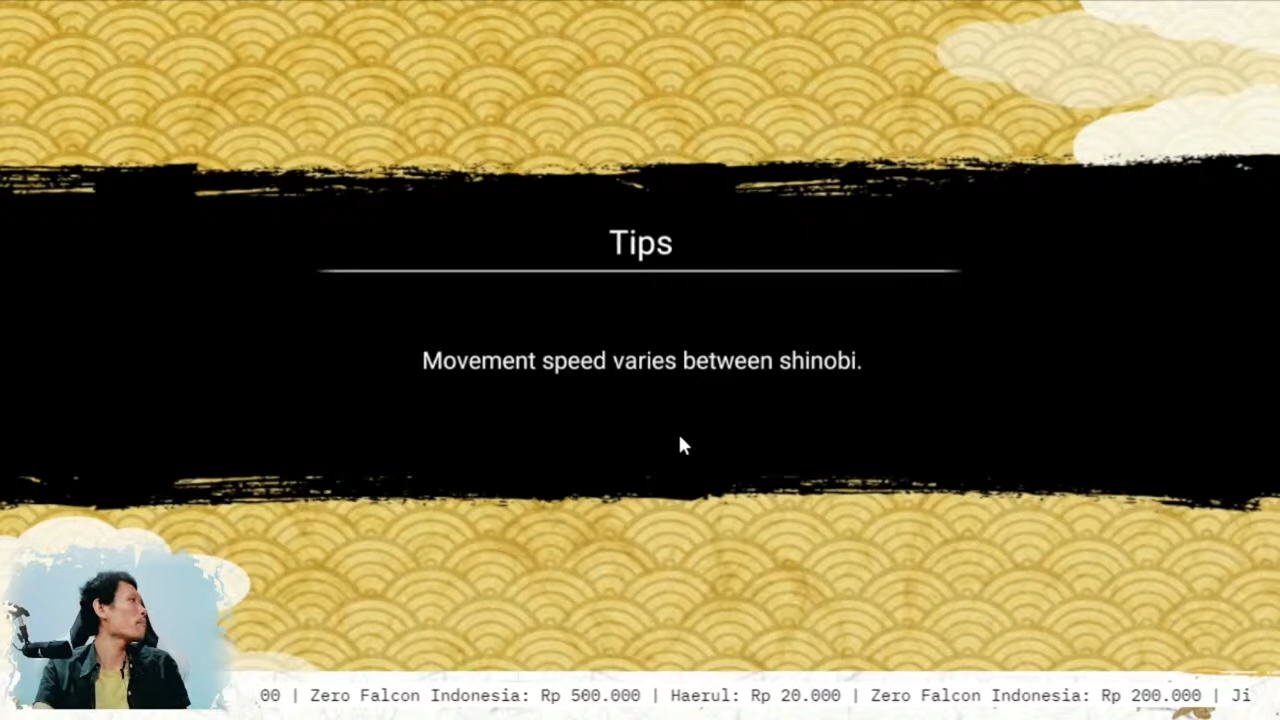 Tips
Movement speed varies between shinobi.
00 | Zero Falcon Indonesia: Rp 500.000 | Haerul: Rp 20.000 | Zero Falcon Indonesia: Rp 200.000 | Ji